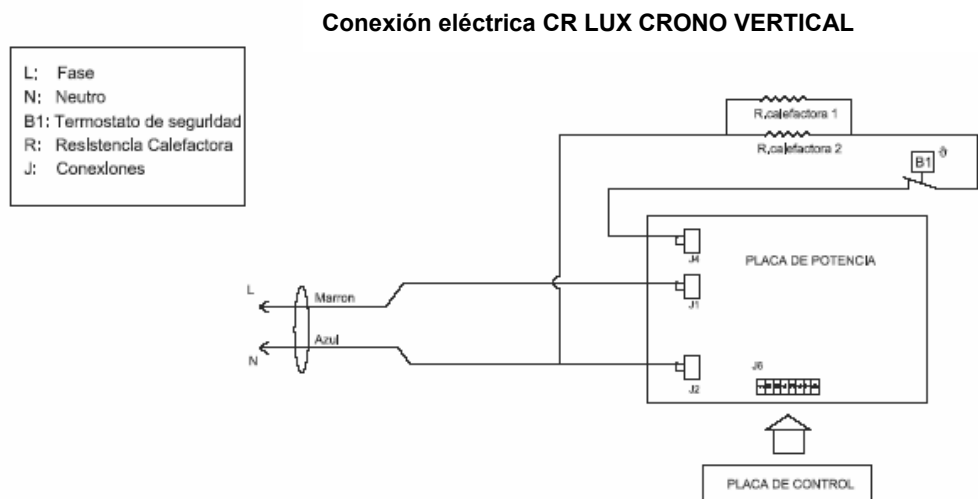 Conexión eléctrica CR LUX CRONO VERTICAL
L: Fase
N: Neutro
B1: Termostato de seguridad
R: Resistencia Calefactora
J: Conexiones
R.calefactora 1
R.calefactora 2
B1
ϑ
J4
PLACA DE POTENCIA
L
Marron
J1
Azul
N
J2
J6
PLACA DE CONTROL